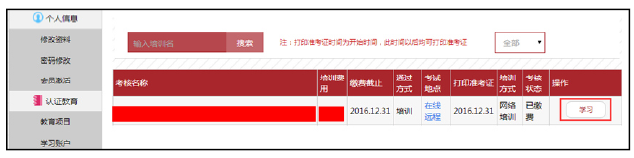 个人信息
修改资料
密码修改
会员激活
认证教育
教育项目
学习账户
输入培训名 搜索 注：打印准考证时间为开始时间，此时间以后均可打印准考证 全部
考核名称 培训费用 缴费截止 通过方式 考试地点 打印准考证 培训方式 考核状态 操作
2016.12.31 培训 在线远程 2016.12.31 网络培训 已缴费 学习